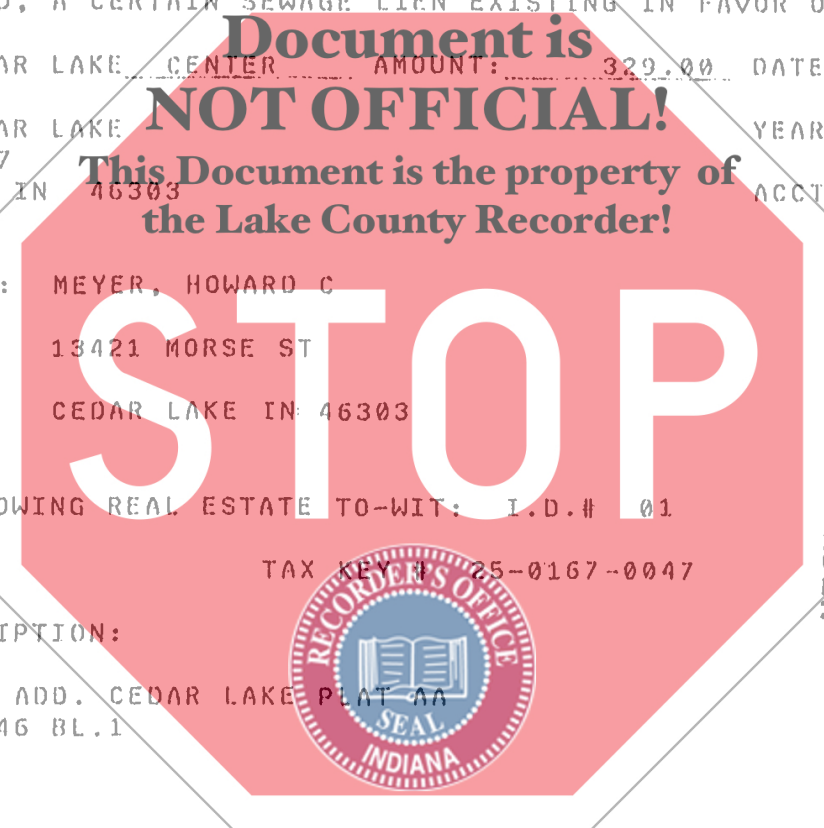 D, A CERTAIN SEWAGE LIEN EXISTING IN FAVOR O
Document is
AR LAKE CENTER AMOUNT: 329.00 DATE
NOT OFFICIAL!
AR LAKE YEAR
7
This Document is the property of
IN 46303 ACCT
the Lake County Recorder!
: MEYER, HOWARD C
STOP
13421 MORSE ST
CEDAR LAKE IN 46303
OWING REAL ESTATE TO-WIT: I.D.# 01
TAX KEY # 25-0167-0047
RECORDER'S OFFICE
IPTION:
ADD. CEDAR LAKE PLAT AA
46 BL.1
SEAL
INDIANA